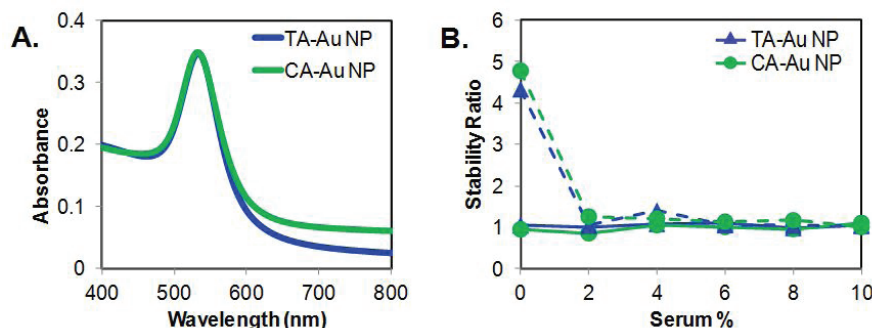 A.
0.4
0.3
0.2
0.1
0
400
500
600
700
800
Absorbance
Wavelength (nm)
TA-Au NP
CA-Au NP
B.
6
5
4
3
2
1
0
0
2
4
6
8
10
Stability Ratio
Serum %
TA-Au NP
CA-Au NP